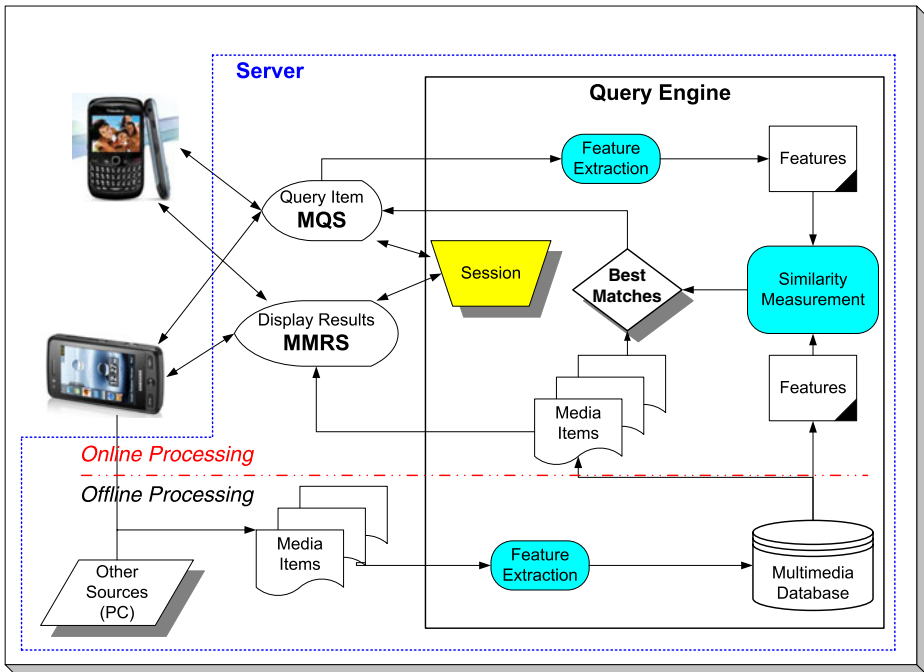 Server
Query Engine
Feature
Extraction
Features
Query Item
MQS
Session
Best
Matches
Similarity
Measurement
Display Results
MMRS
Features
Media
Items
Online Processing
Offline Processing
Media
Items
Feature
Extraction
Multimedia
Database
Other
Sources
(PC)